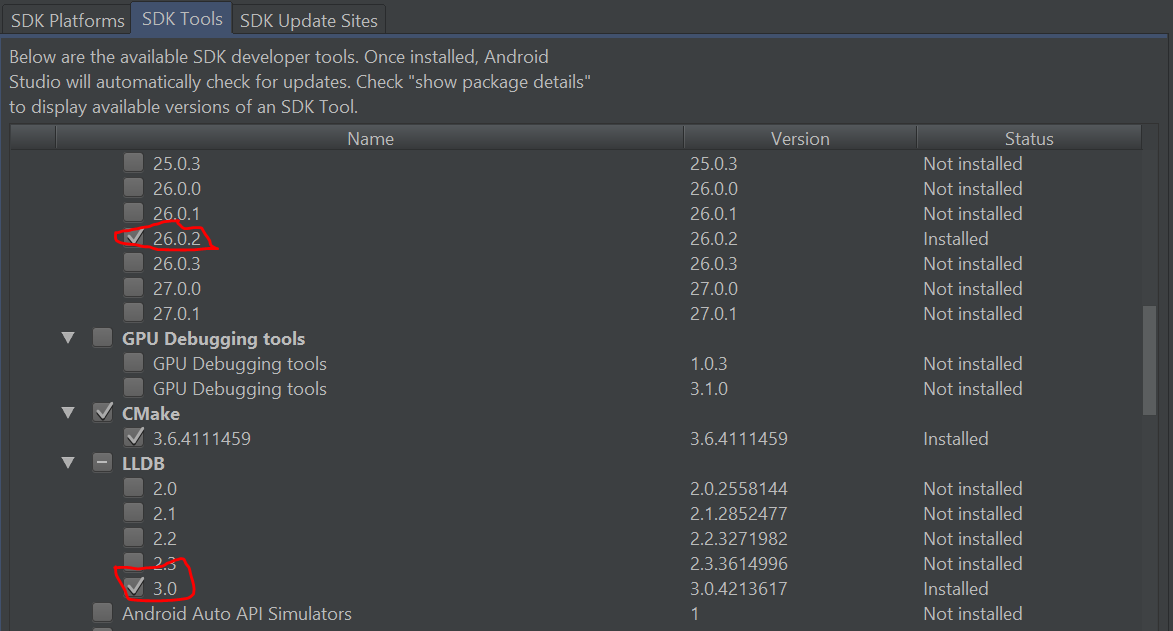 SDK Platforms SDK Tools SDK Update Sites
Below are the available SDK developer tools. Once installed, Android
Studio will automatically check for updates. Check "show package details"
to display available versions of an SDK Tool.
Name Version Status
25.0.3 25.0.3 Not installed
26.0.0 26.0.0 Not installed
26.0.1 26.0.1 Not installed
26.0.2 26.0.2 Installed
26.0.3 26.0.3 Not installed
27.0.0 27.0.0 Not installed
27.0.1 27.0.1 Not installed
GPU Debugging tools
GPU Debugging tools 1.0.3 Not installed
GPU Debugging tools 3.1.0 Not installed
CMake
3.6.4111459 3.6.4111459 Installed
LLDB
2.0 2.0.2558144 Not installed
2.1 2.1.2852477 Not installed
2.2 2.2.3271982 Not installed
2.3 2.3.3614996 Not installed
3.0 3.0.4213617 Installed
Android Auto API Simulators 1 Not installed